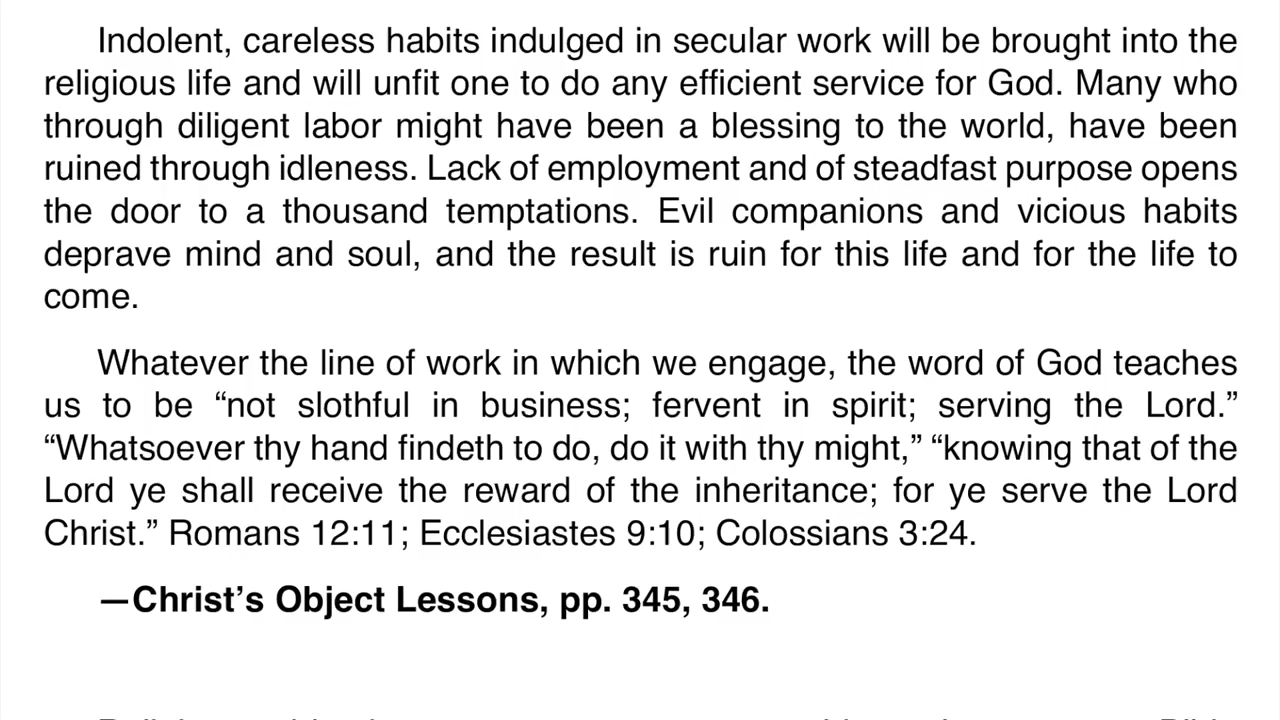 Indolent, careless habits indulged in secular work will be brought into the
religious life and will unfit one to do any efficient service for God. Many who
through diligent labor might have been a blessing to the world, have been
ruined through idleness. Lack of employment and of steadfast purpose opens
the door to a thousand temptations. Evil companions and vicious habits
deprave mind and soul, and the result is ruin for this life and for the life to
come.
Whatever the line of work in which we engage, the word of God teaches
us to be “not slothful in business; fervent in spirit; serving the Lord.”
“Whatsoever thy hand findeth to do, do it with thy might,” “knowing that of the
Lord ye shall receive the reward of the inheritance; for ye serve the Lord
Christ.” Romans 12:11; Ecclesiastes 9:10; Colossians 3:24.
—Christ’s Object Lessons, pp. 345, 346.